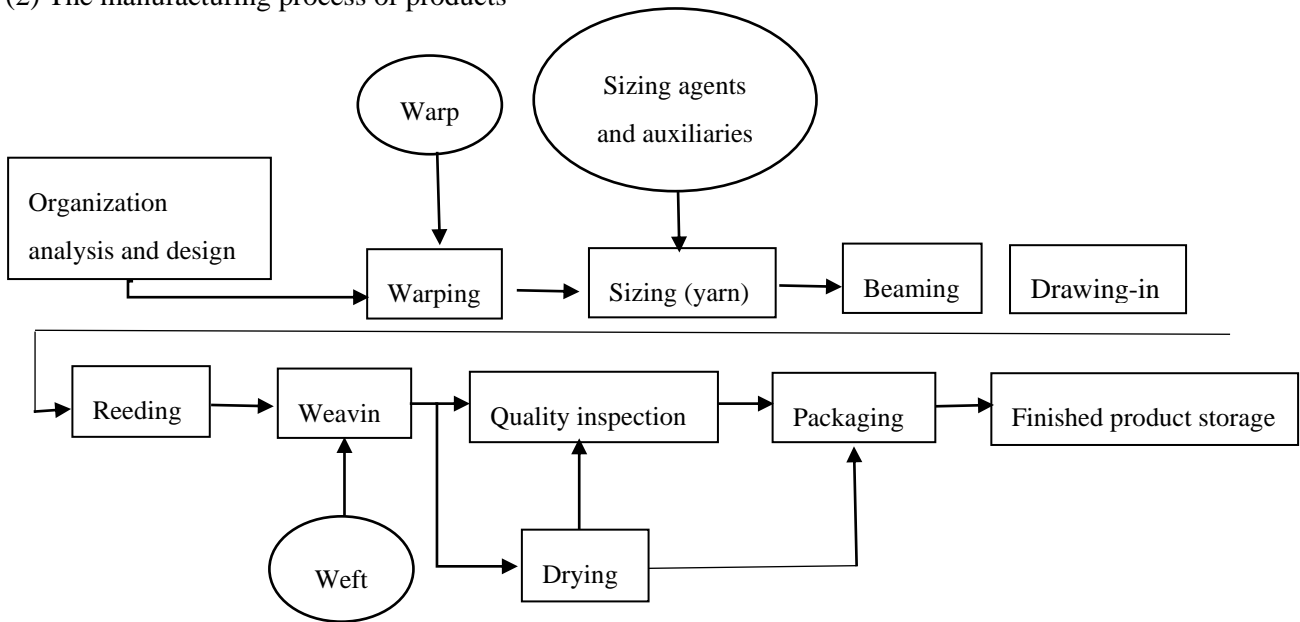 (2) The manufacturing process of products
Sizing agents
and auxiliaries
Warp
Organization
analysis and design
Warping
Sizing (yarn)
Beaming
Drawing-in
Reeding
Weavin
Quality inspection
Packaging
Finished product storage
Weft
Drying